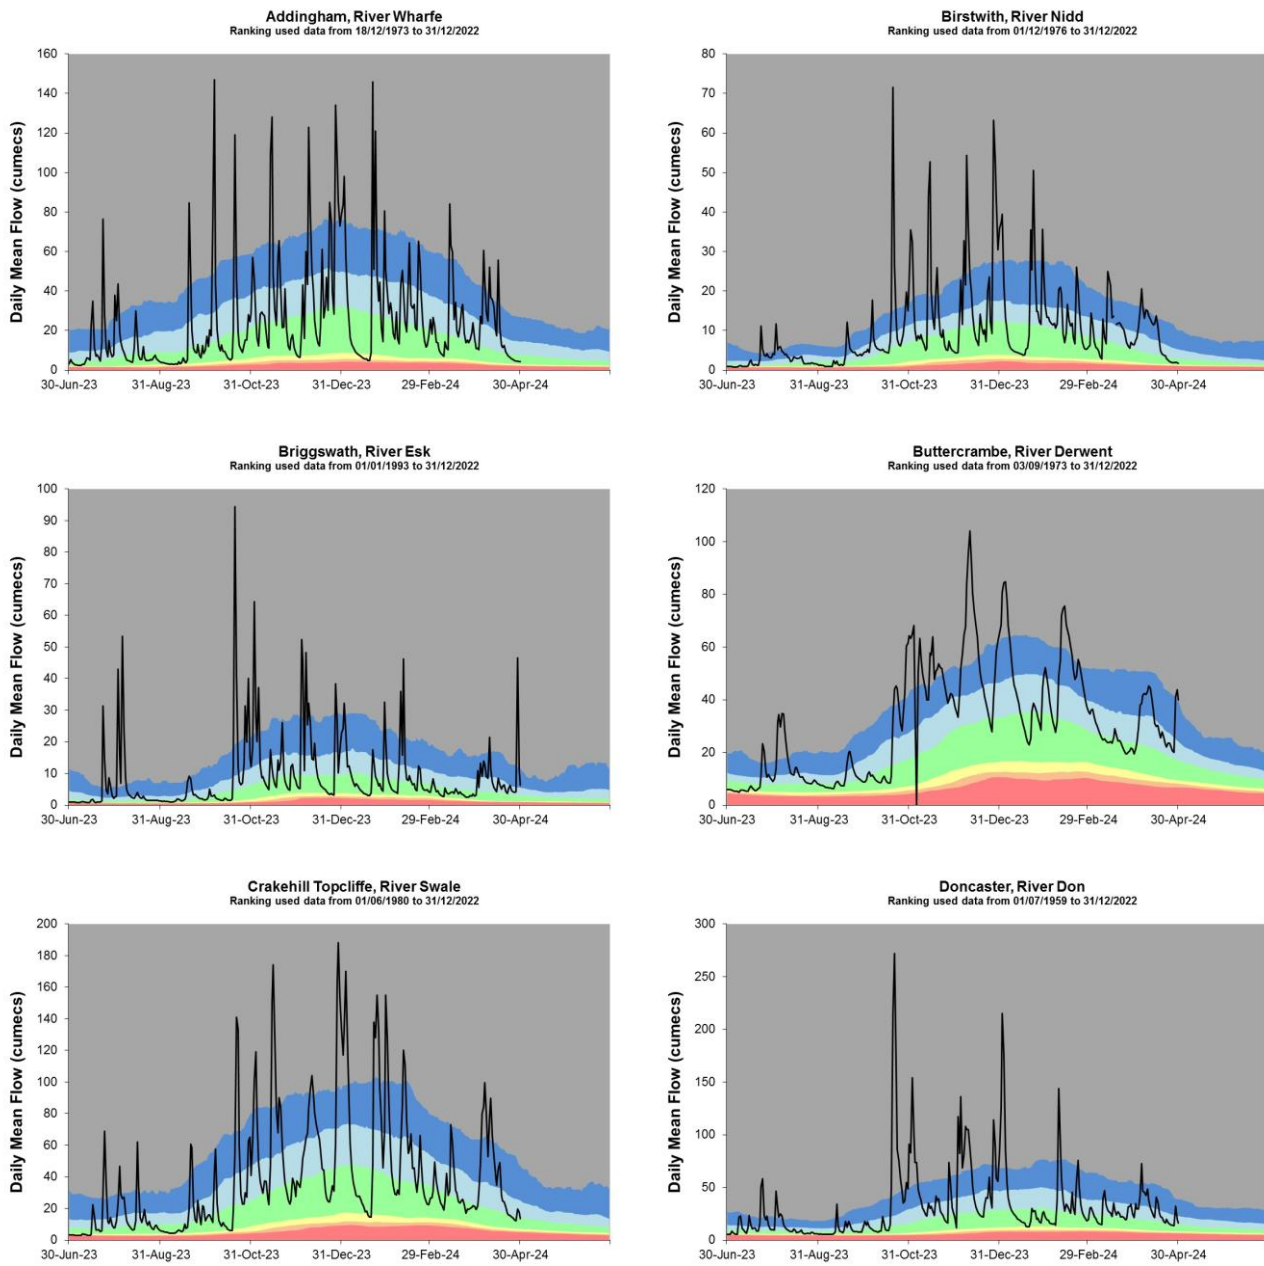 Addingham, River Wharfe
Ranking used data from 18/12/1973 to 31/12/2022
Daily Mean Flow (cumecs)
160
140
120
100
80
60
40
20
0
30-Jun-23 31-Aug-23 31-Oct-23 31-Dec-23 29-Feb-24 30-Apr-24
Birstwith, River Nidd
Ranking used data from 01/12/1976 to 31/12/2022
Daily Mean Flow (cumecs)
80
70
60
50
40
30
20
10
0
30-Jun-23 31-Aug-23 31-Oct-23 31-Dec-23 29-Feb-24 30-Apr-24
Briggswath, River Esk
Ranking used data from 01/01/1993 to 31/12/2022
Daily Mean Flow (cumecs)
100
90
80
70
60
50
40
30
20
10
0
30-Jun-23 31-Aug-23 31-Oct-23 31-Dec-23 29-Feb-24 30-Apr-24
Buttercrambe, River Derwent
Ranking used data from 03/09/1973 to 31/12/2022
Daily Mean Flow (cumecs)
120
100
80
60
40
20
0
30-Jun-23 31-Aug-23 31-Oct-23 31-Dec-23 29-Feb-24 30-Apr-24
Crakehill Topcliffe, River Swale
Ranking used data from 01/06/1980 to 31/12/2022
Daily Mean Flow (cumecs)
200
180
160
140
120
100
80
60
40
20
0
30-Jun-23 31-Aug-23 31-Oct-23 31-Dec-23 29-Feb-24 30-Apr-24
Doncaster, River Don
Ranking used data from 01/07/1959 to 31/12/2022
Daily Mean Flow (cumecs)
300
250
200
150
100
50
0
30-Jun-23 31-Aug-23 31-Oct-23 31-Dec-23 29-Feb-24 30-Apr-24